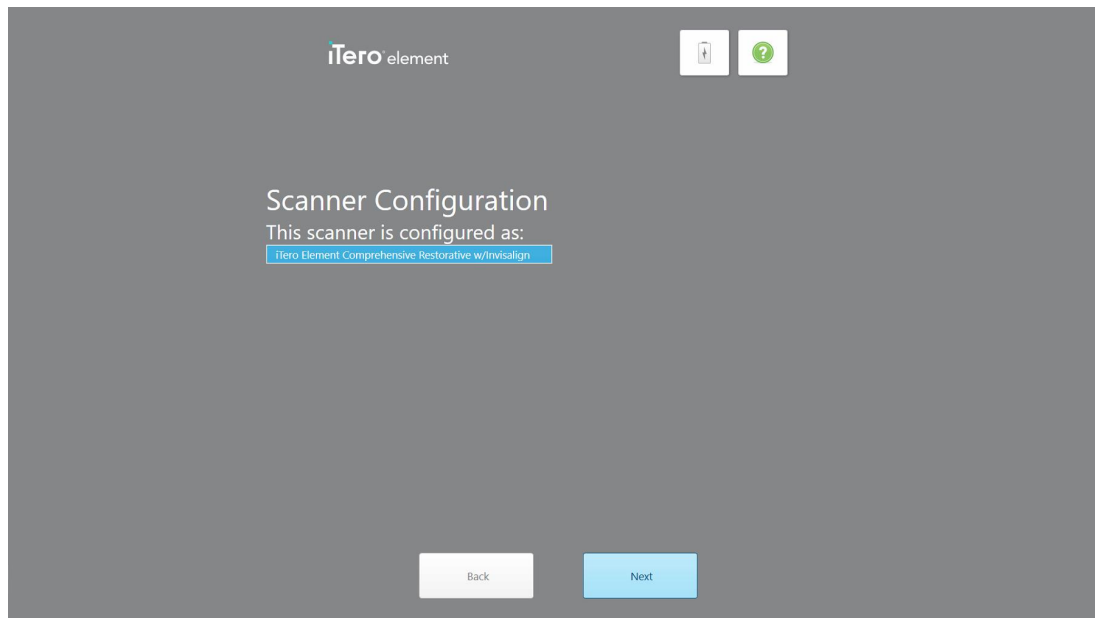 iTero element
?
Scanner Configuration
This scanner is configured as:
iTero Element Comprehensive Restorative w/Invisalign
Back
Next